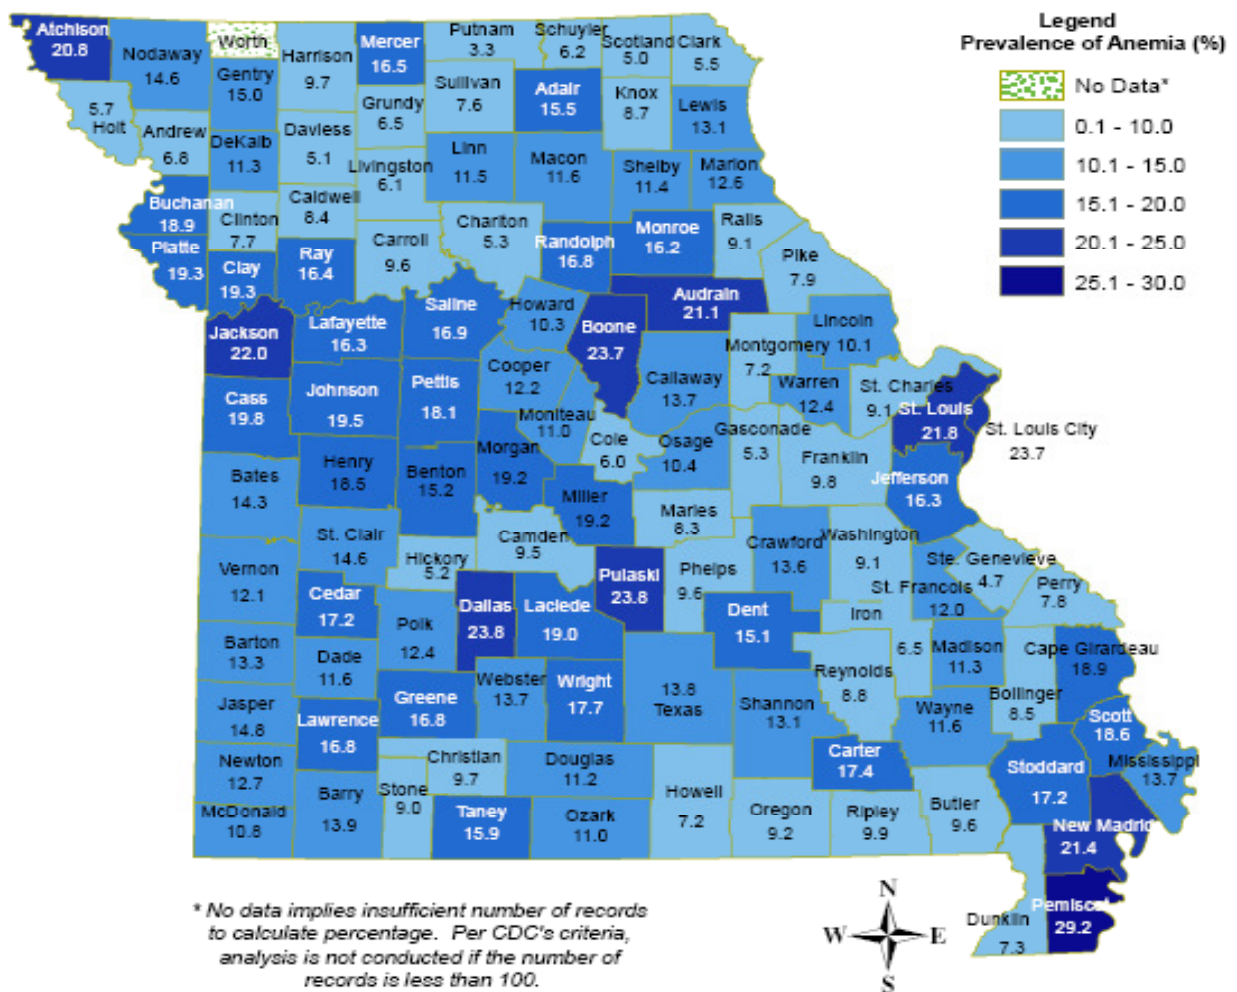 Legend
Prevalence of Anemia (%)
No Data*
0.1 - 10.0
10.1 - 15.0
15.1 - 20.0
20.1 - 25.0
25.1 - 30.0
Atchison
20.8
Nodaway
14.6
Worth
Harrison
9.7
Mercer
16.5
Putnam
3.3
Schuyler
6.2
Scotland
5.0
Clark
5.5
Gentry
15.0
Sullivan
7.6
Adair
15.5
Knox
8.7
Lewis
13.1
5.7
Holt
Andrew
6.8
DeKalb
11.3
Daviess
5.1
Grundy
6.5
Livingston
6.1
Linn
11.5
Macon
11.6
Shelby
11.4
Marion
12.6
Buchanan
18.9
Clinton
7.7
Caldwell
8.4
Carroll
9.6
Chariton
5.3
Randolph
16.8
Monroe
16.2
Ralls
9.1
Pike
7.9
Platte
19.3
Clay
19.3
Ray
16.4
Saline
16.9
Howard
10.3
Boone
23.7
Audrain
21.1
Jackson
22.0
Lafayette
16.3
Montgomery
7.2
Lincoln
10.1
Cass
19.8
Johnson
19.5
Pettis
18.1
Cooper
12.2
Moniteau
11.0
Callaway
13.7
Warren
12.4
St. Charles
9.1
St. Louis
21.8
St. Louis City
23.7
Bates
14.3
Henry
18.5
Benton
15.2
Morgan
19.2
Cole
6.0
Osage
10.4
Gasconade
5.3
Franklin
9.8
Jefferson
16.3
Miller
19.2
Maries
8.3
St. Clair
14.6
Hickory
5.2
Camden
9.5
Crawford
13.6
Washington
9.1
Ste. Genevieve
4.7
St. Francois
12.0
Perry
7.8
Vernon
12.1
Cedar
17.2
Polk
12.4
Dallas
23.8
Laclede
19.0
Pulaski
23.8
Phelps
9.6
Dent
15.1
Iron
6.5
Madison
11.3
Cape Girardeau
18.9
Barton
13.3
Dade
11.6
Greene
16.8
Webster
13.7
Wright
17.7
13.8
Texas
Shannon
13.1
Reynolds
8.8
Wayne
11.6
Bollinger
8.5
Scott
18.6
Jasper
14.8
Lawrence
16.8
Newton
12.7
Christian
9.7
Douglas
11.2
Carter
17.4
Stoddard
17.2
Mississippi
13.7
McDonald
10.8
Barry
13.9
Stone
9.0
Taney
15.9
Ozark
11.0
Howell
7.2
Oregon
9.2
Ripley
9.9
Butler
9.6
New Madrid
21.4
Dunklin
7.3
Pemiscot
29.2
* No data implies insufficient number of records
to calculate percentage. Per CDC's criteria,
analysis is not conducted if the number of
records is less than 100.
N
W
E
S